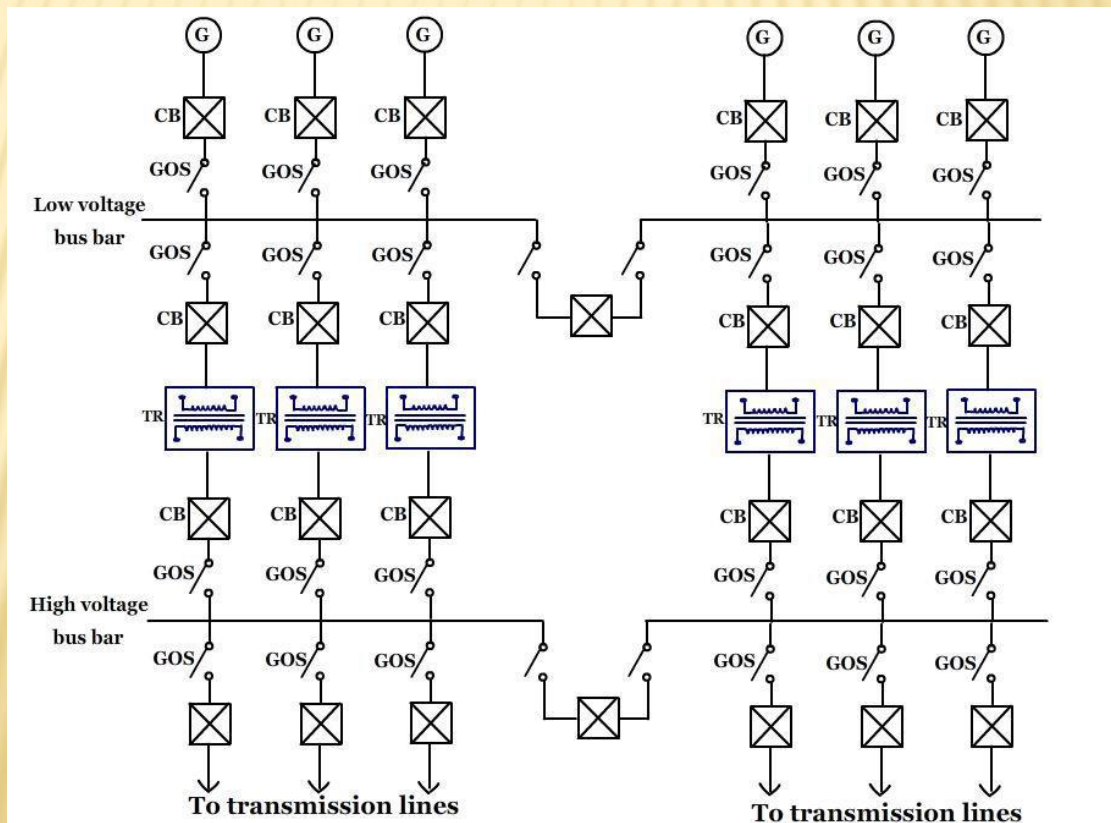 G G G G G G
CB CB CB CB CB CB
GOS GOS GOS GOS GOS GOS
Low voltage
bus bar
GOS GOS GOS GOS GOS GOS
CB CB CB CB CB CB
TR TR TR TR TR TR
CB CB CB CB CB CB
GOS GOS GOS GOS GOS GOS
High voltage
bus bar
GOS GOS GOS GOS GOS GOS
To transmission lines To transmission lines